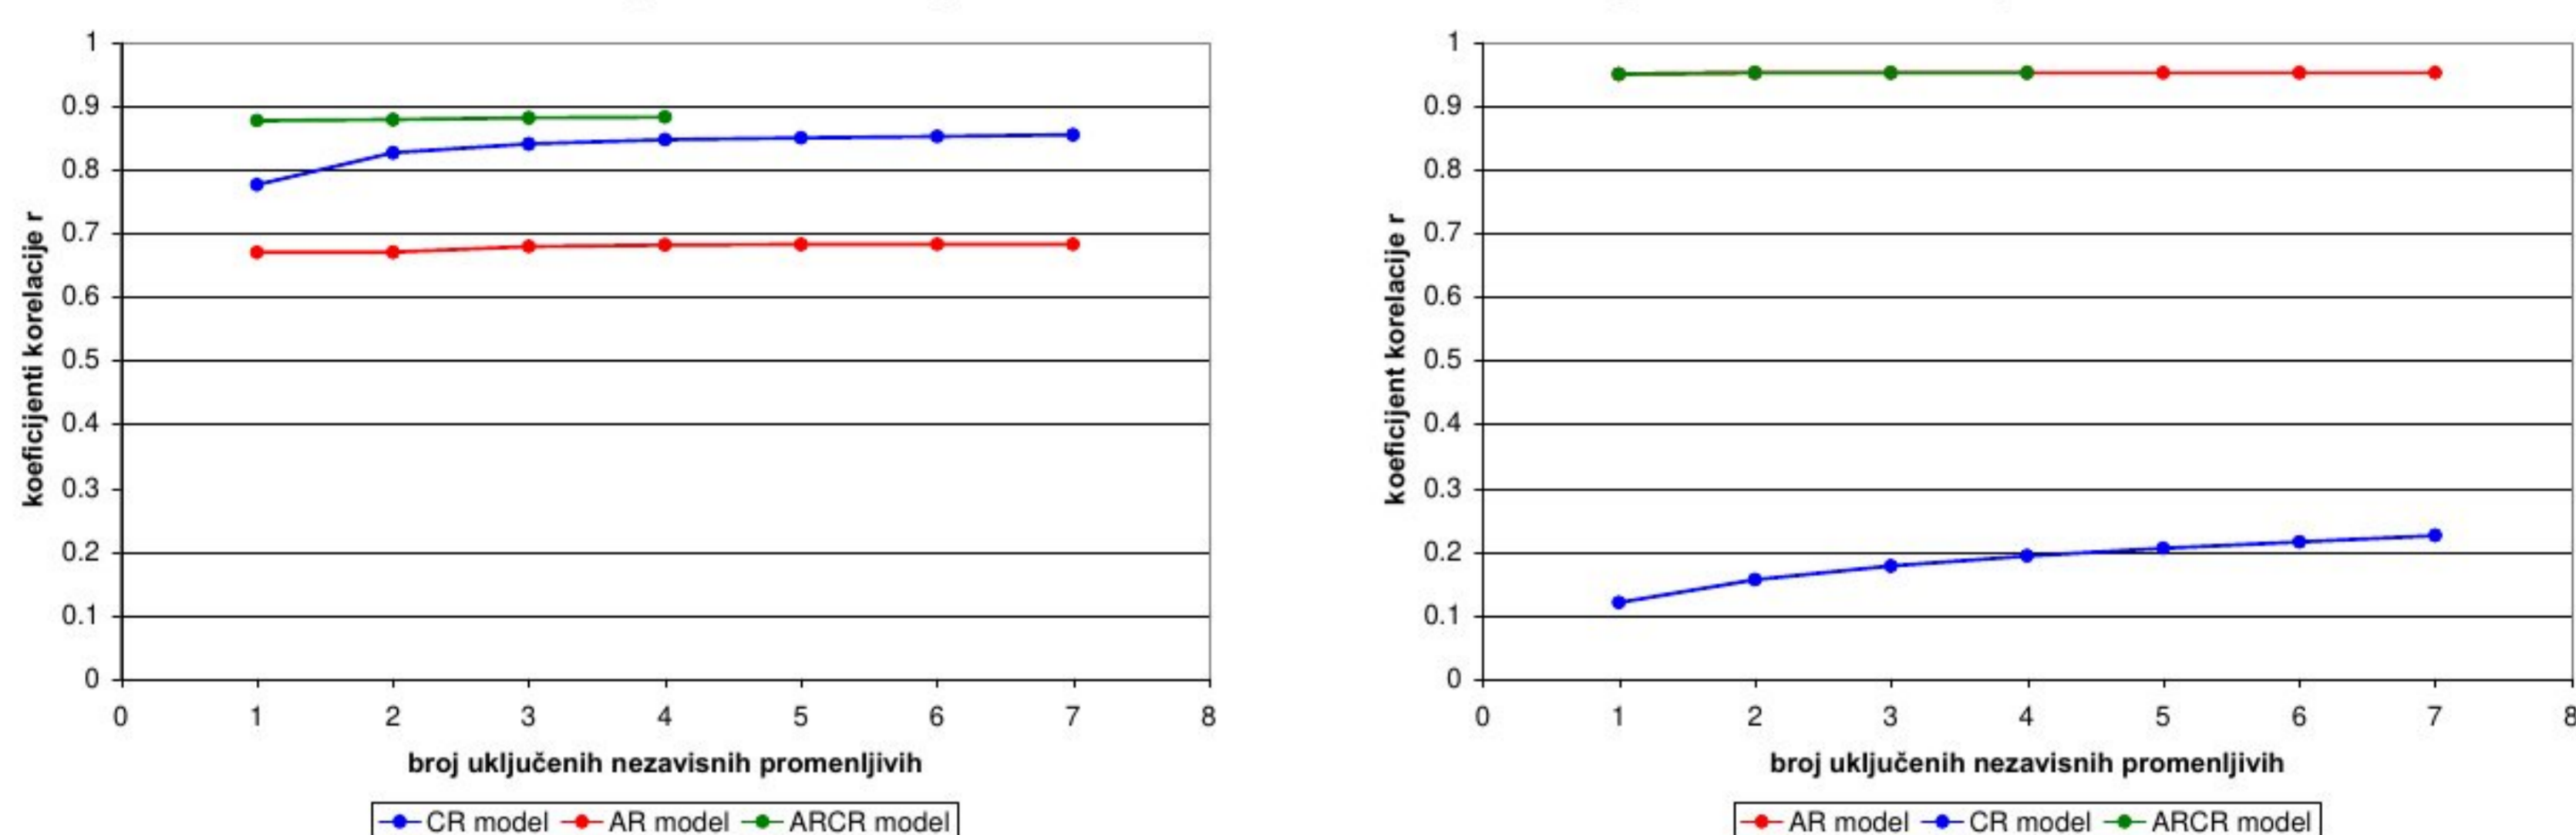 koeficijenti korelacije r
1
0.9
0.8
0.7
0.6
0.5
0.4
0.3
0.2
0.1
0
0 1 2 3 4 5 6 7 8
broj uključenih nezavisnih promenljivih
CR model AR model ARCR model
koeficijent korelacije r
1
0.9
0.8
0.7
0.6
0.5
0.4
0.3
0.2
0.1
0
0 1 2 3 4 5 6 7 8
broj uključenih nezavisnih promenljivih
AR model CR model ARCR model